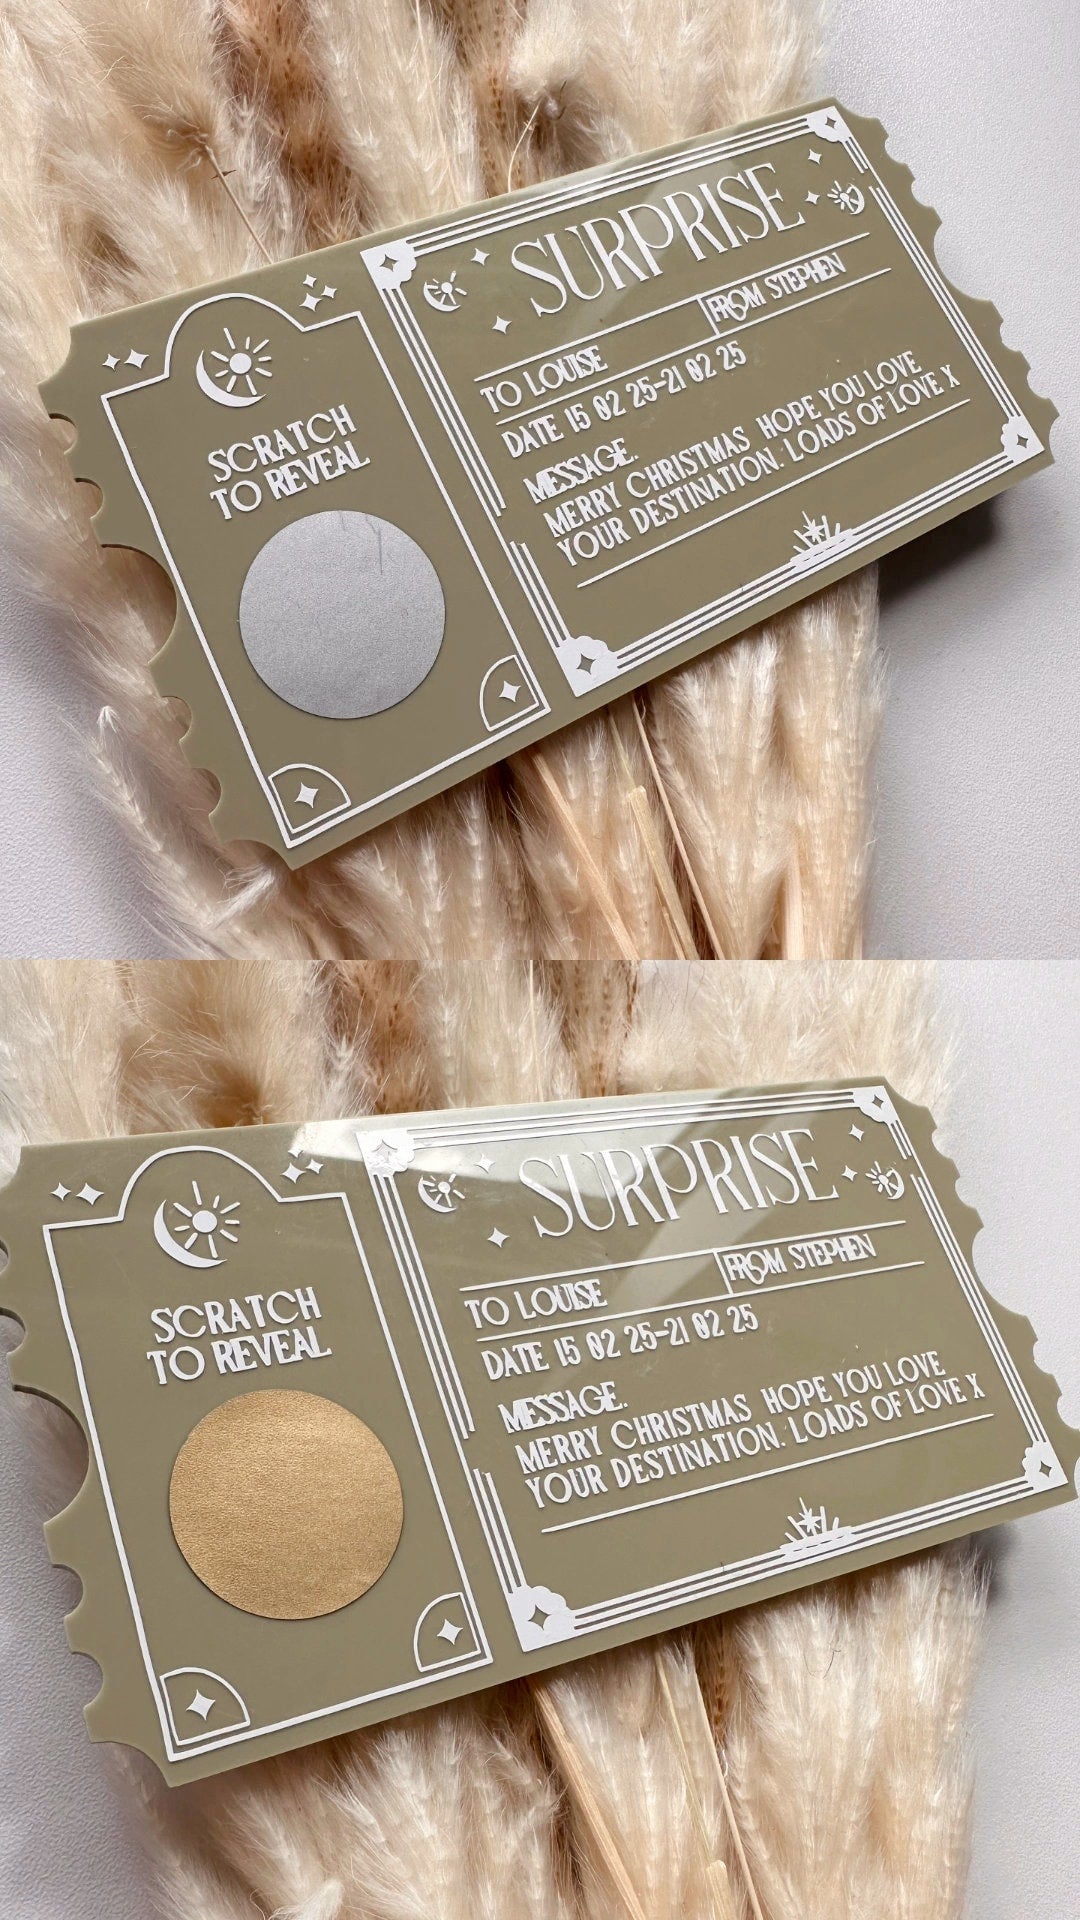 SCRATCH
TO REVEAL
SURPRISE
TO LOUISE
FROM STEPHEN
DATE 15 02 25-21 02 25
MESSAGE.
MERRY CHRISTMAS HOPE YOU LOVE
YOUR DESTINATION. LOADS OF LOVE X
SCRATCH
TO REVEAL
SURPRISE
TO LOUISE
FROM STEPHEN
DATE 15 02 25-21 02 25
MESSAGE.
MERRY CHRISTMAS HOPE YOU LOVE
YOUR DESTINATION. LOADS OF LOVE X